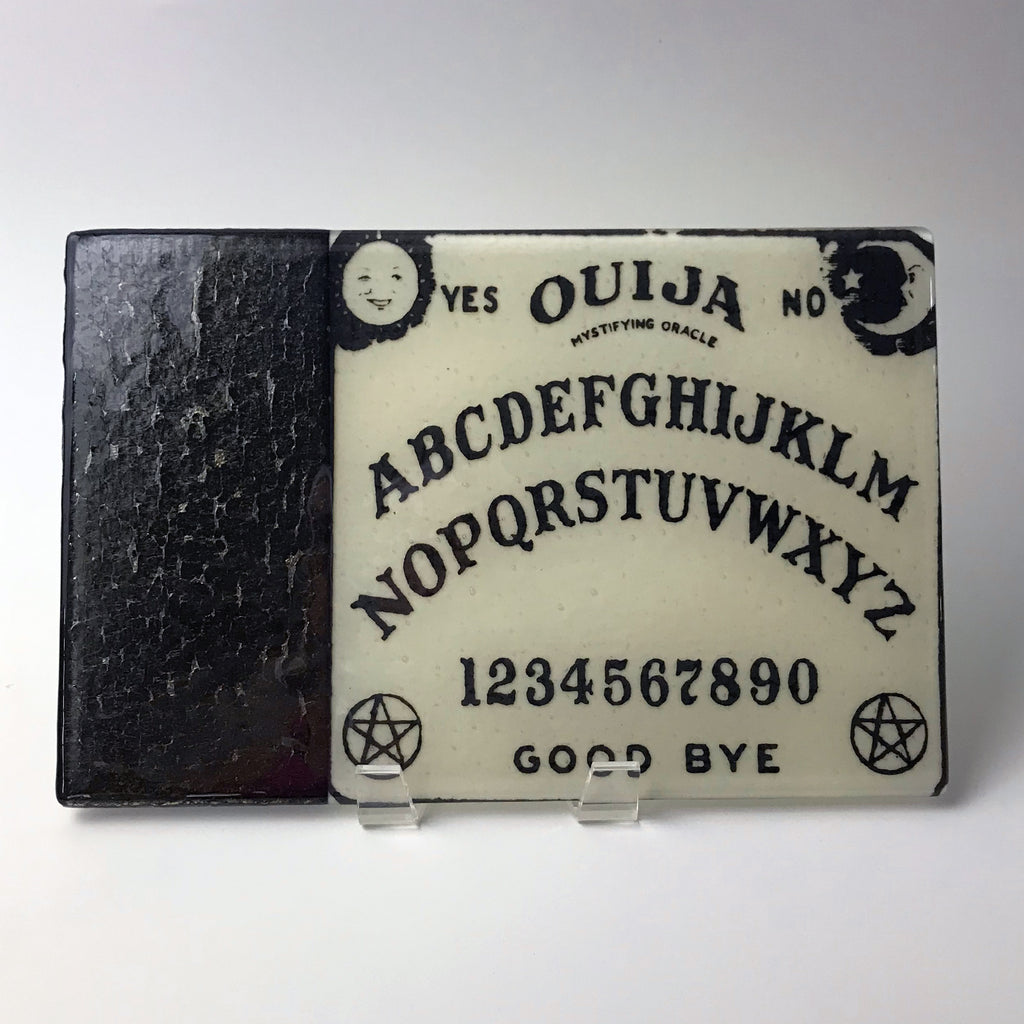 YES OUIJA NO
MYSTIFYING ORACLE
ABCDEFGHIJKLM
NOPQRSTUVWXYZ
1234567890
GOOD BYE